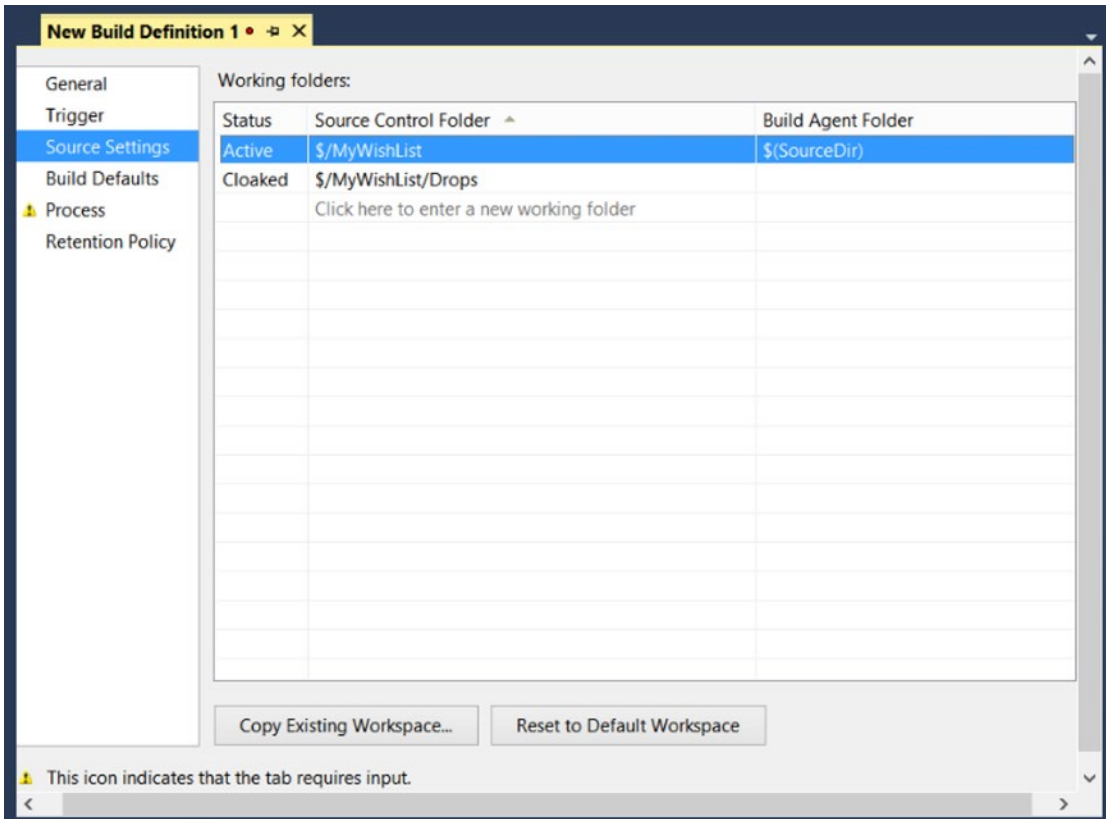 New Build Definition 1
General
Trigger
Source Settings
Build Defaults
Process
Retention Policy
Working folders:
Status Source Control Folder Build Agent Folder
Active $/MyWishList $(SourceDir)
Cloaked $/MyWishList/Drops
Click here to enter a new working folder
Copy Existing Workspace... Reset to Default Workspace
This icon indicates that the tab requires input.